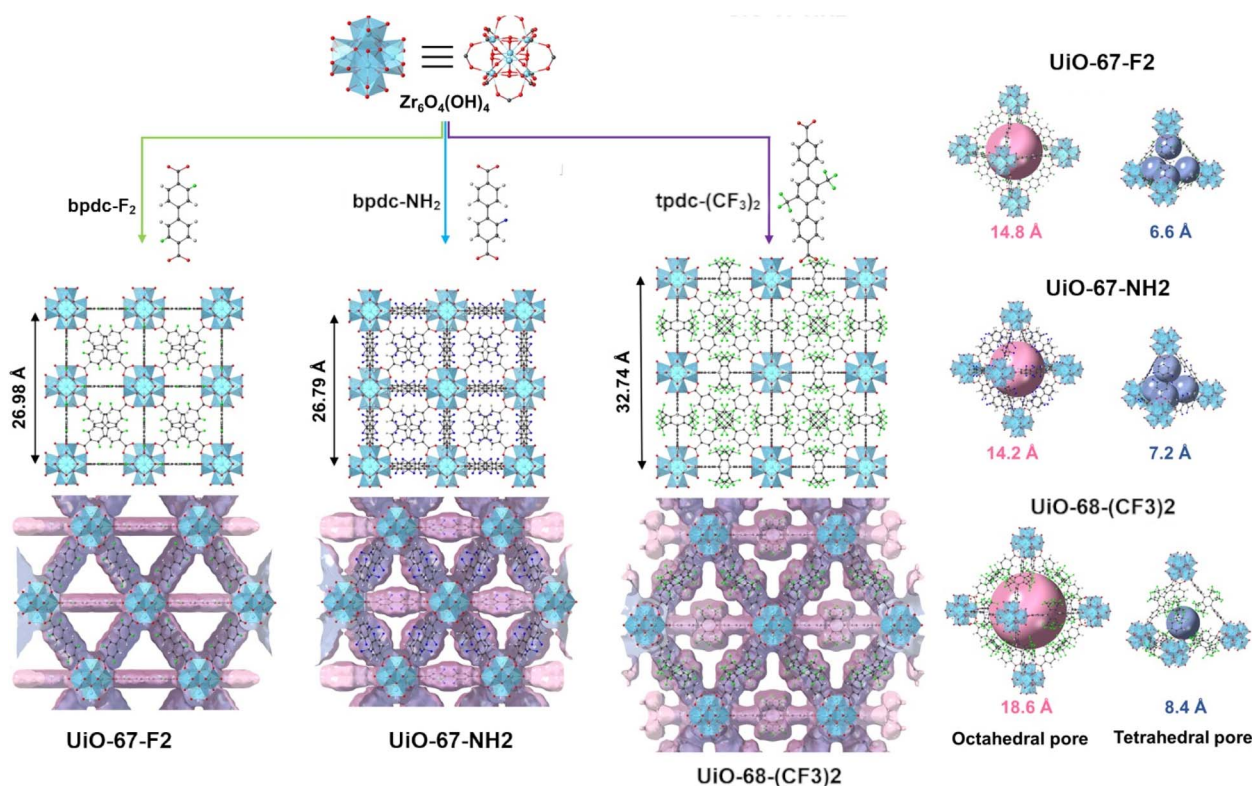 Zr₆O₄(OH)₄
bpdc-F₂
bpdc-NH₂
tpdc-(CF₃)₂
26.98 Å
26.79 Å
32.74 Å
UiO-67-F2
UiO-67-NH2
UiO-68-(CF3)2
UiO-67-F2
14.8 Å
6.6 Å
UiO-67-NH2
14.2 Å
7.2 Å
UiO-68-(CF3)2
18.6 Å
8.4 Å
Octahedral pore
Tetrahedral pore